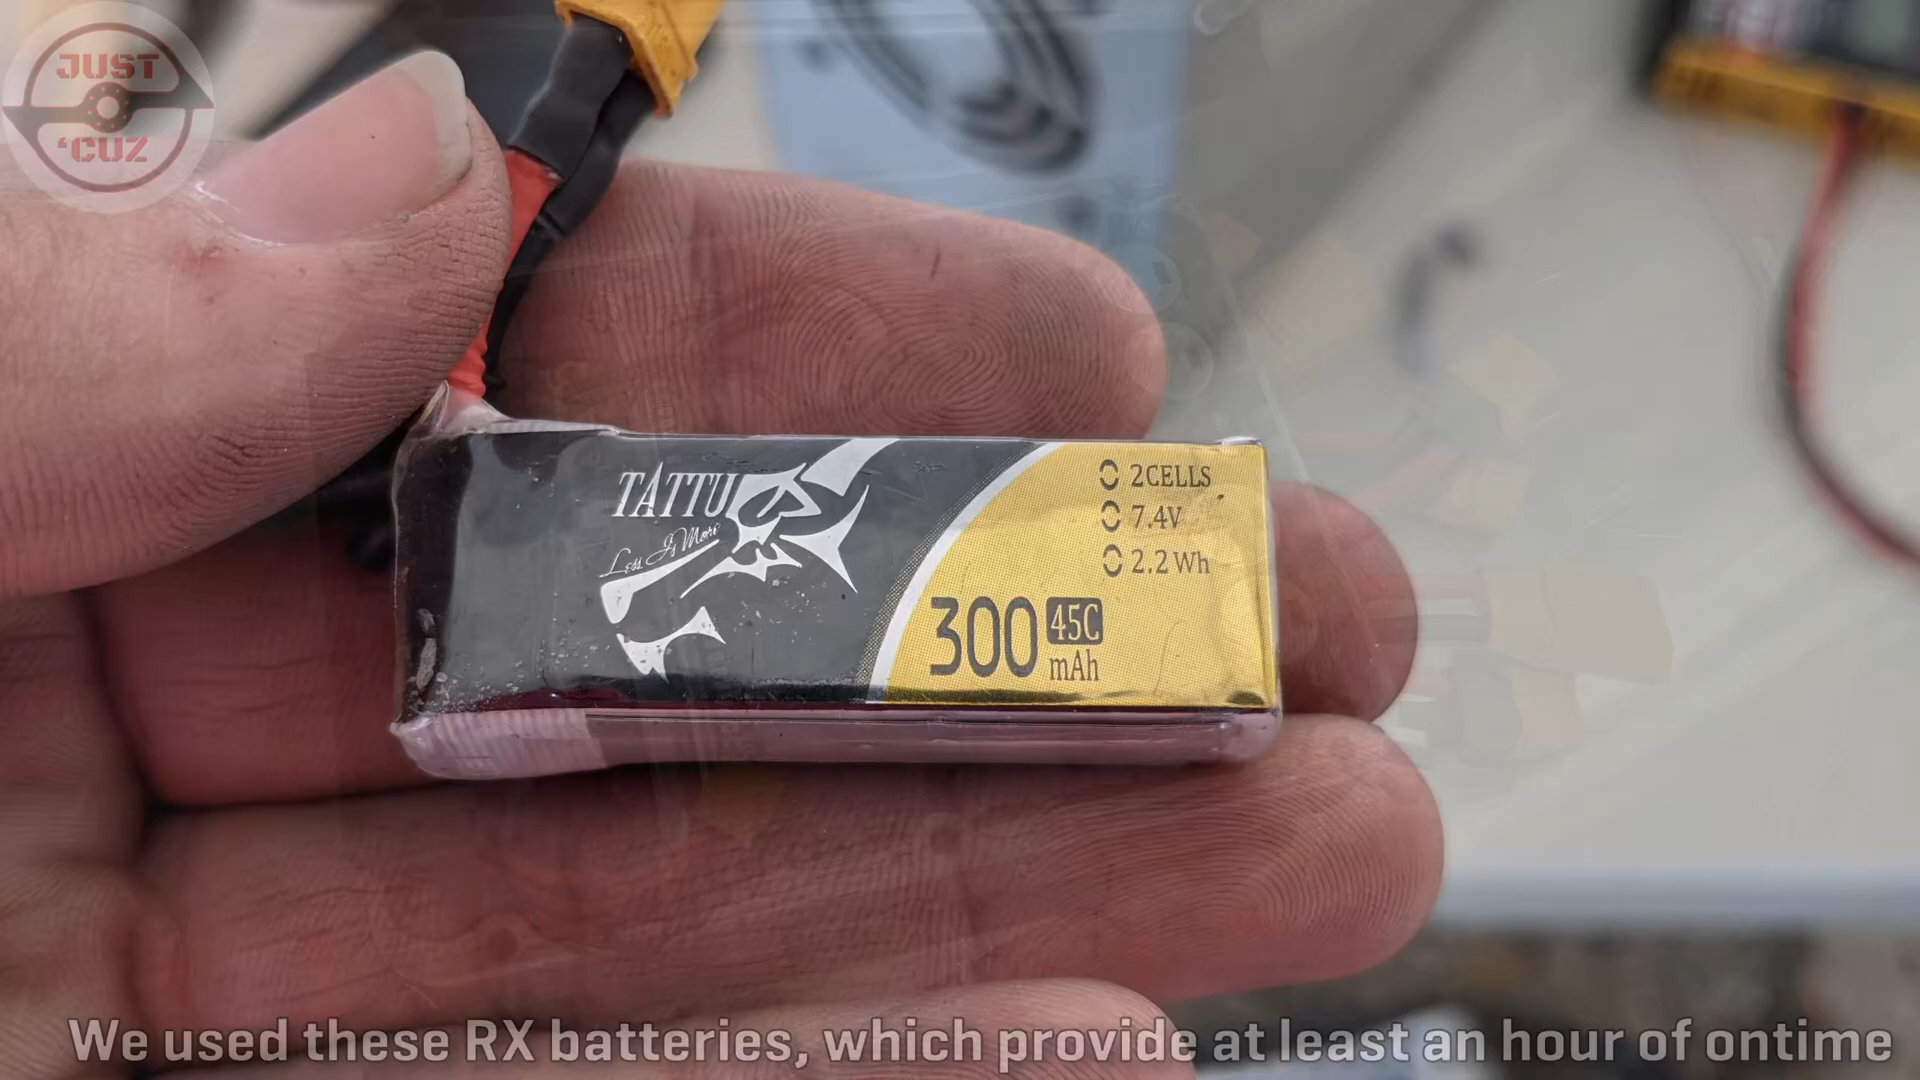 JUST
‘CUZ
TATTU
Less Is More
2CELLS
7.4V
2.2Wh
300 45C
mAh
We used these RX batteries, which provide at least an hour of ontime